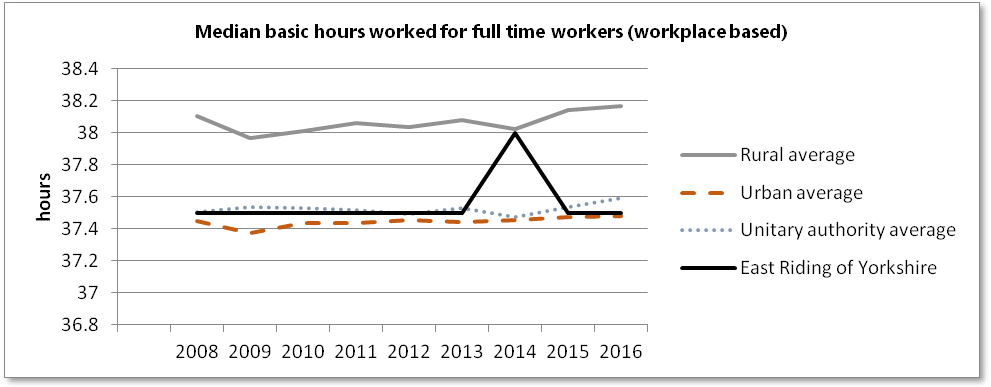 Median basic hours worked for full time workers (workplace based)
hours
38.4
38.2
38
37.8
37.6
37.4
37.2
37
36.8
2008 2009 2010 2011 2012 2013 2014 2015 2016
Rural average
Urban average
Unitary authority average
East Riding of Yorkshire